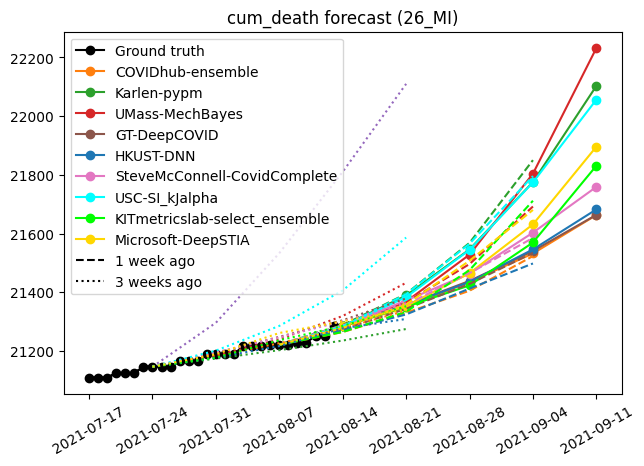 cum_death forecast (26_MI)
22200
22000
21800
21600
21400
21200
Ground truth
COVIDhub-ensemble
Karlen-pypm
UMass-MechBayes
GT-DeepCOVID
HKUST-DNN
SteveMcConnell-CovidComplete
USC-SI_kJalpha
KITmetricslab-select_ensemble
Microsoft-DeepSTIA
1 week ago
3 weeks ago
2021-07-17
2021-07-24
2021-07-31
2021-08-07
2021-08-14
2021-08-21
2021-08-28
2021-09-04
2021-09-11